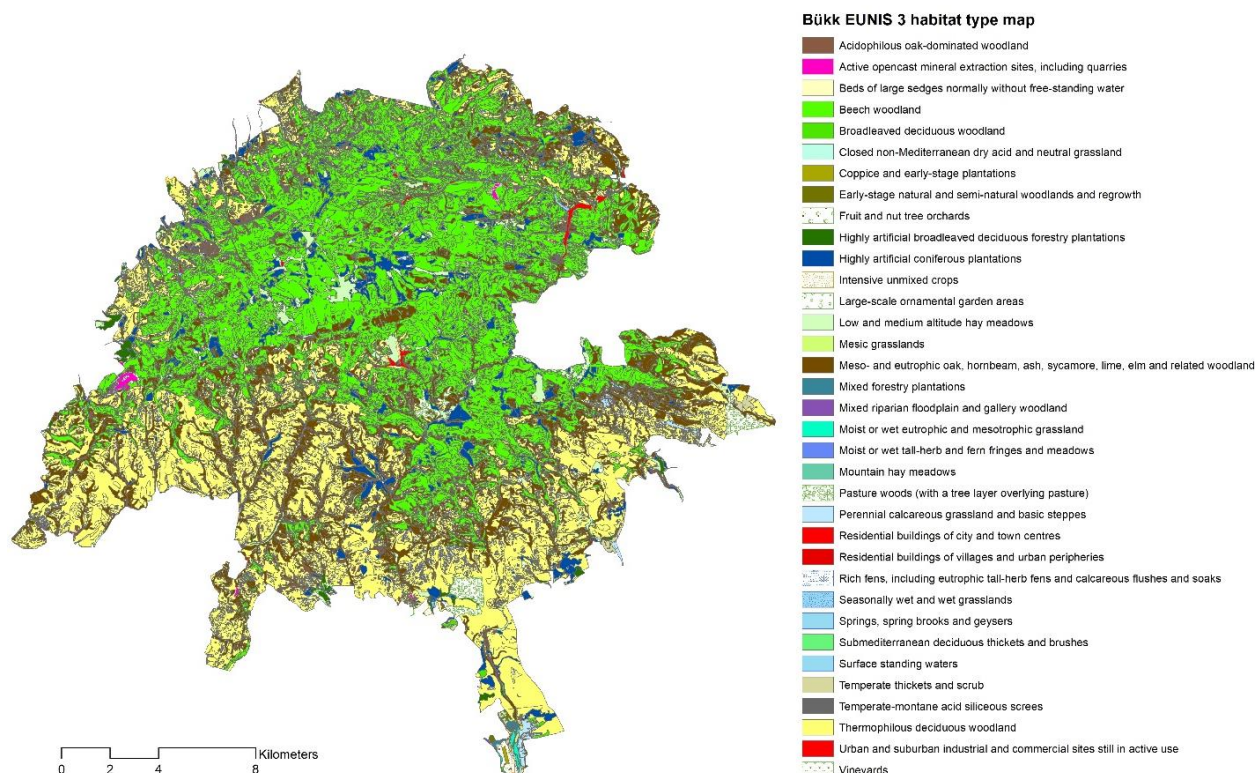 Bükk EUNIS 3 habitat type map
Acidophilous oak-dominated woodland
Active opencast mineral extraction sites, including quarries
Beds of large sedges normally without free-standing water
Beech woodland
Broadleaved deciduous woodland
Closed non-Mediterranean dry acid and neutral grassland
Coppice and early-stage plantations
Early-stage natural and semi-natural woodlands and regrowth
Fruit and nut tree orchards
Highly artificial broadleaved deciduous forestry plantations
Highly artificial coniferous plantations
Intensive unmixed crops
Large-scale ornamental garden areas
Low and medium altitude hay meadows
Mesic grasslands
Meso- and eutrophic oak, hornbeam, ash, sycamore, lime, elm and related woodland
Mixed forestry plantations
Mixed riparian floodplain and gallery woodland
Moist or wet eutrophic and mesotrophic grassland
Moist or wet tall-herb and fern fringes and meadows
Mountain hay meadows
Pasture woods (with a tree layer overlying pasture)
Perennial calcareous grassland and basic steppes
Residential buildings of city and town centres
Residential buildings of villages and urban peripheries
Rich fens, including eutrophic tall-herb fens and calcareous flushes and soaks
Seasonally wet and wet grasslands
Springs, spring brooks and geysers
Submediterranean deciduous thickets and brushes
Surface standing waters
Temperate thickets and scrub
Temperate-montane acid siliceous screes
Thermophilous deciduous woodland
Urban and suburban industrial and commercial sites still in active use
Vineyards
Kilometers
0 2 4 8